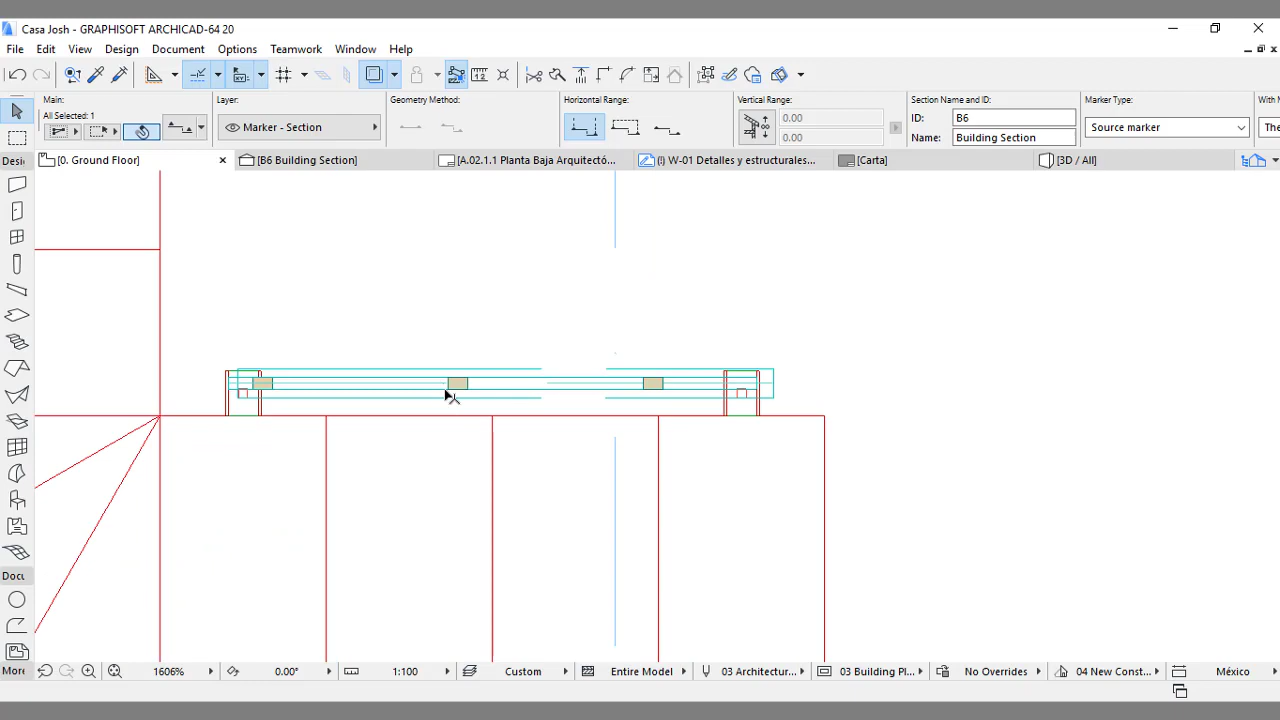 Casa Josh - GRAPHISOFT ARCHICAD-64 20
File Edit View Design Document Options Teamwork Window Help
Main:
All Selected: 1
Marker - Section
Geometry Method:
Horizontal Range:
Vertical Range:
0.00
0.00
Section Name and ID:
ID: B6
Name: Building Section
Marker Type:
Source marker
With M
The
[0. Ground Floor]
[B6 Building Section]
[A.02.1.1 Planta Baja Arquitectó...
(!) W-01 Detalles y estructurales...
[Carta]
[3D / All]
Desi
Docu
More
1606%
0.00°
1:100
Custom
Entire Model
03 Architectur...
03 Building Pl...
No Overrides
04 New Const...
México